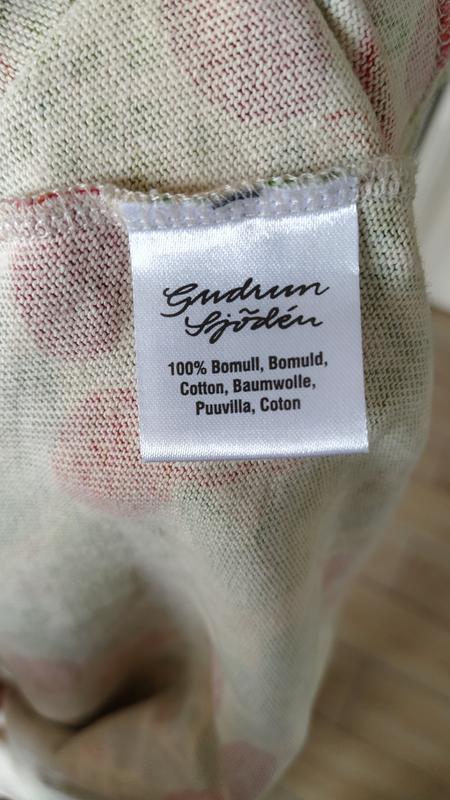 Gudrun
Sjödén
100% Bomull, Bomuld,
Cotton, Baumwolle,
Puuvilla, Coton